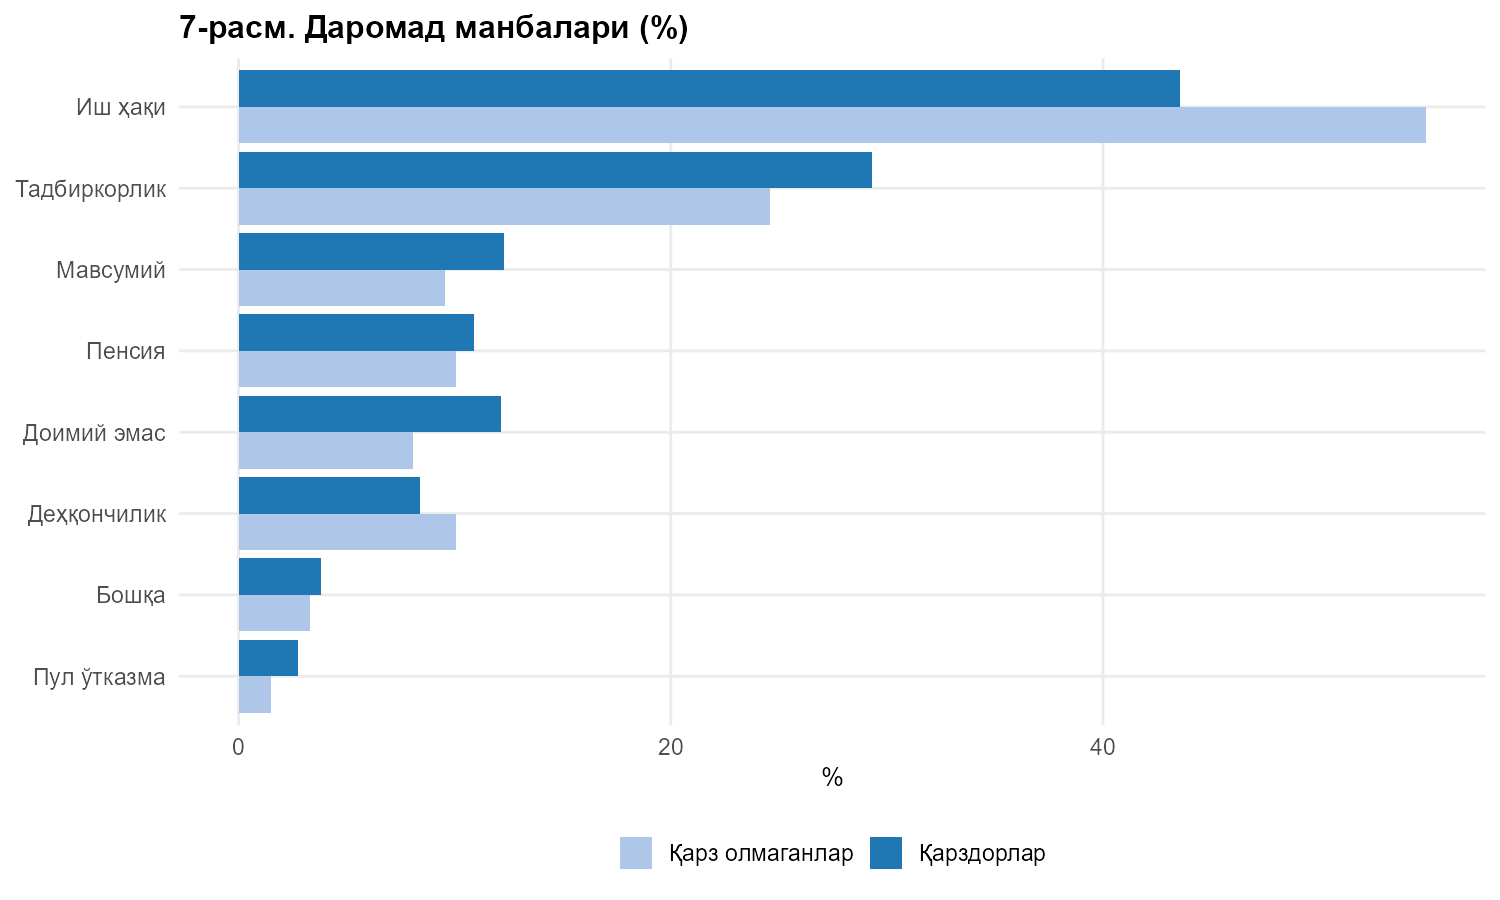 7-расм. Даромад манбалари (%)
Иш ҳақи
Тадбиркорлик
Мавсумий
Пенсия
Доимий эмас
Деҳқончилик
Бошқа
Пул ўтказма
0 20 40
%
Қарз олмаганлар Қарздорлар